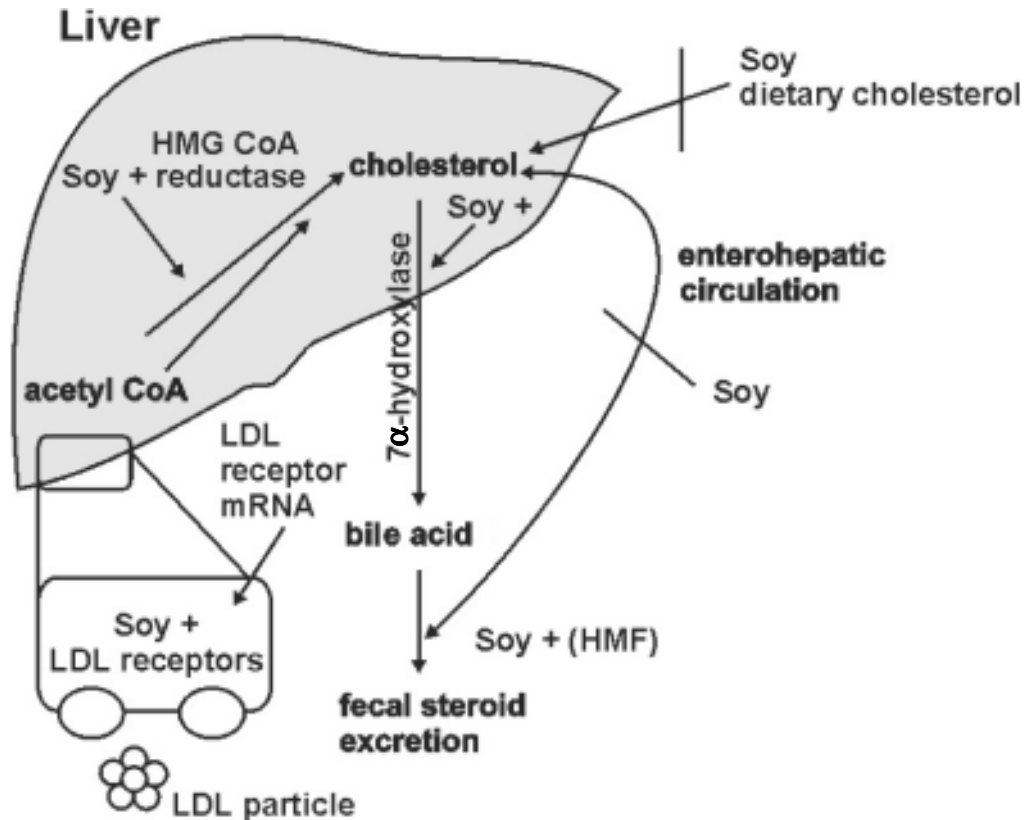 Liver
Soy
dietary cholesterol
HMG CoA
Soy + reductase
cholesterol
Soy +
7α-hydroxylase
enterohepatic
circulation
Soy
acetyl CoA
LDL
receptor
mRNA
bile acid
Soy +
LDL receptors
Soy + (HMF)
fecal steroid
excretion
LDL particle